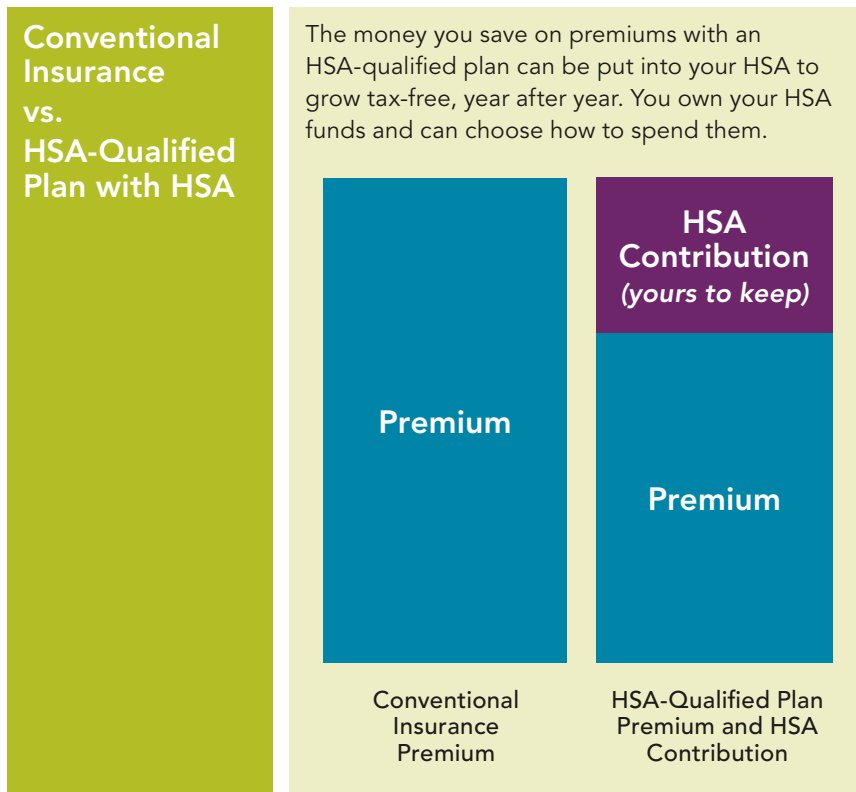 Conventional
Insurance
vs.
HSA-Qualified
Plan with HSA
The money you save on premiums with an
HSA-qualified plan can be put into your HSA to
grow tax-free, year after year. You own your HSA
funds and can choose how to spend them.
Premium
HSA
Contribution
(yours to keep)
Premium
Conventional
Insurance
Premium
HSA-Qualified Plan
Premium and HSA
Contribution